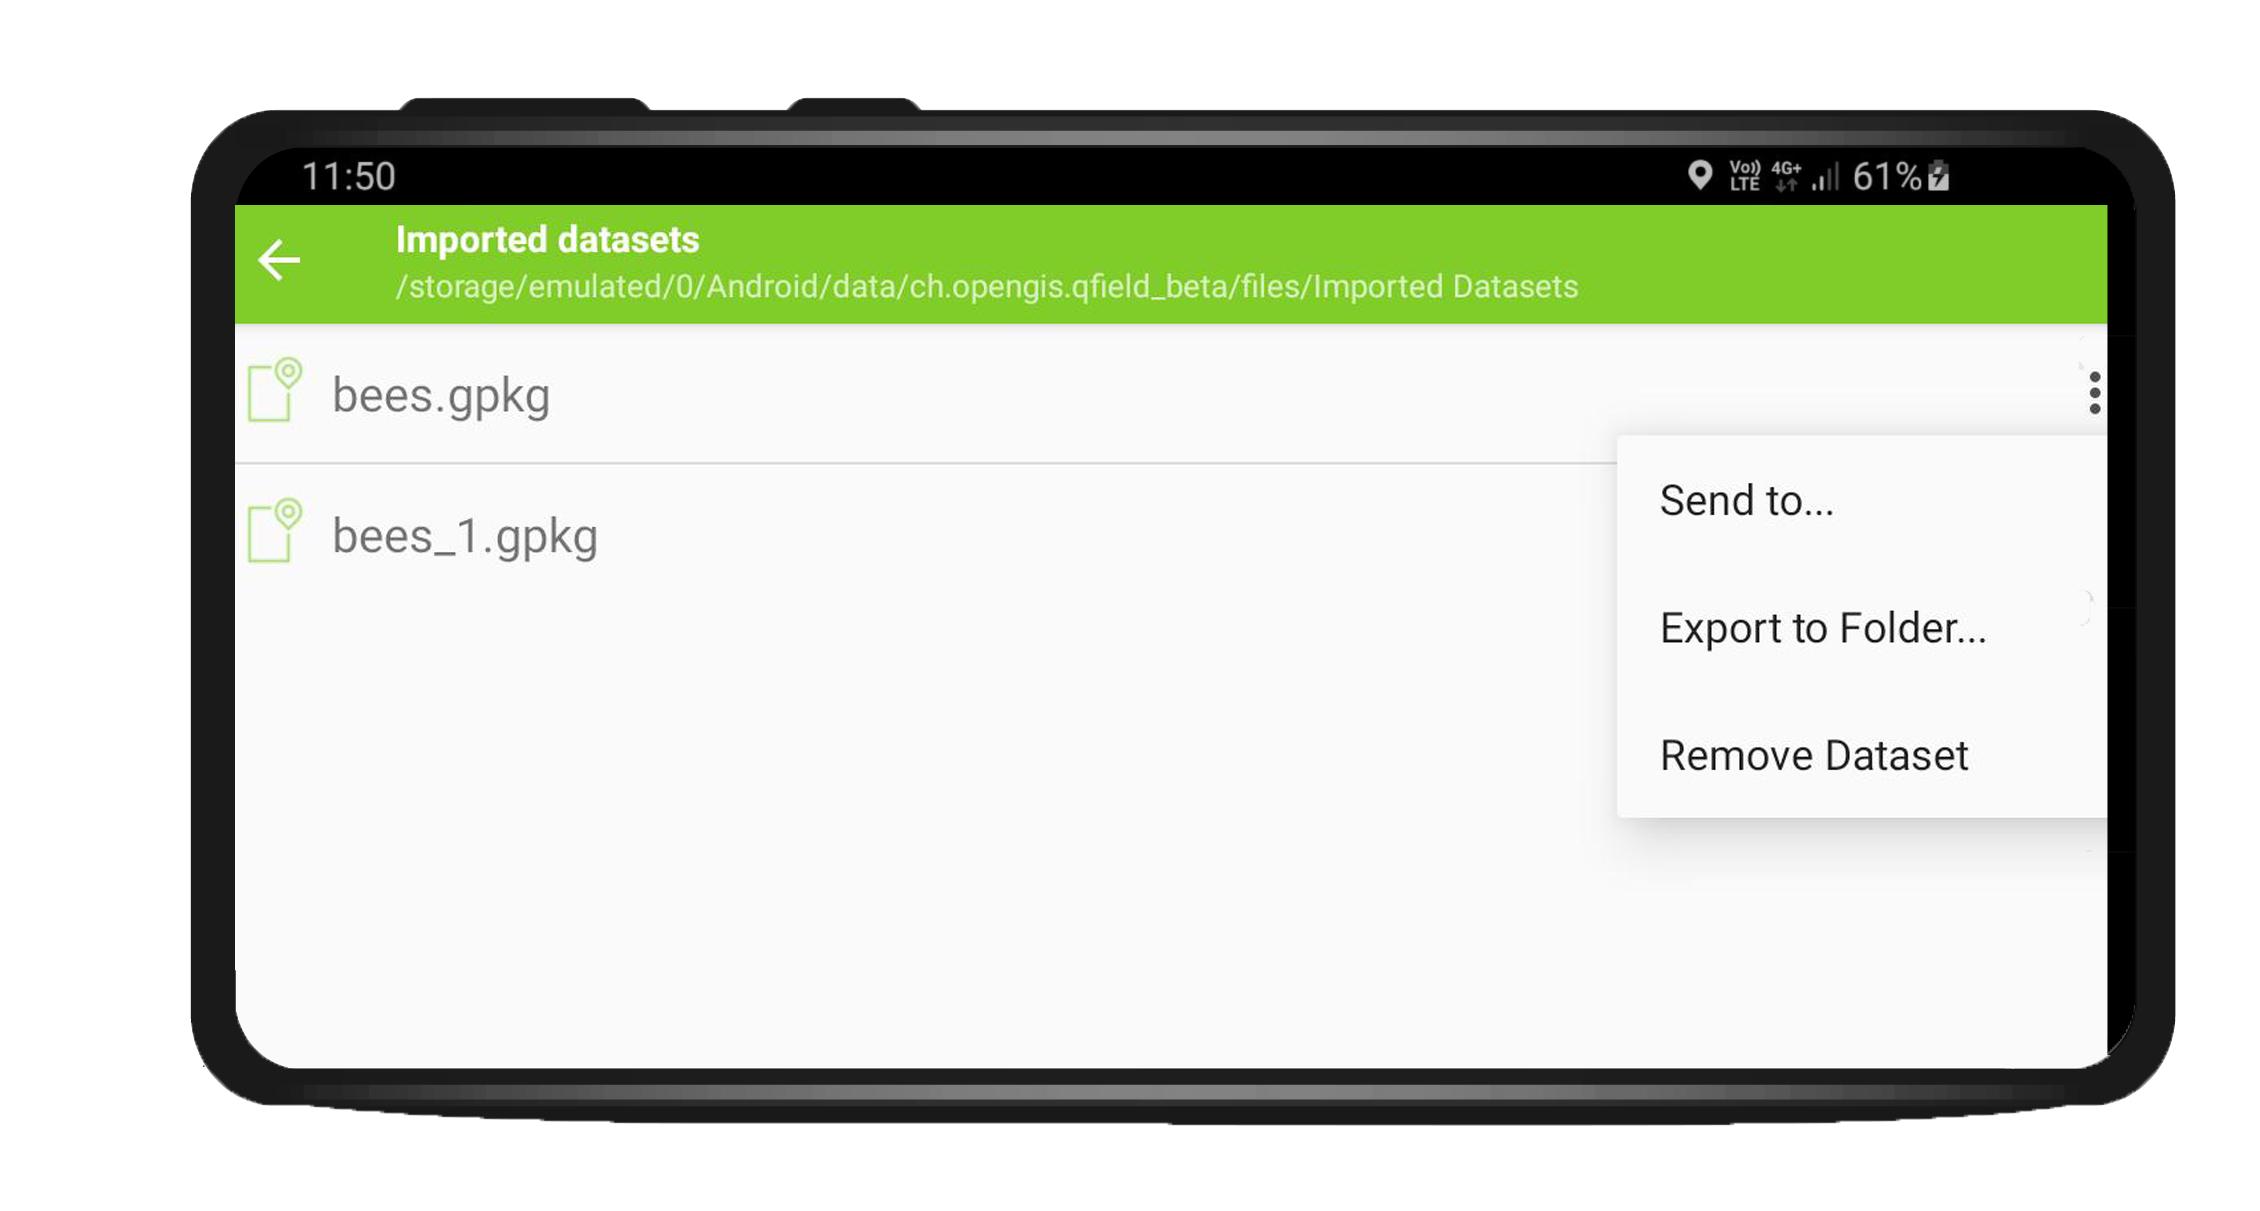 11:50
Vo)) LTE 4G+ 61%
Imported datasets
/storage/emulated/0/Android/data/ch.opengis.qfield_beta/files/Imported Datasets
bees.gpkg
bees_1.gpkg
Send to...
Export to Folder...
Remove Dataset